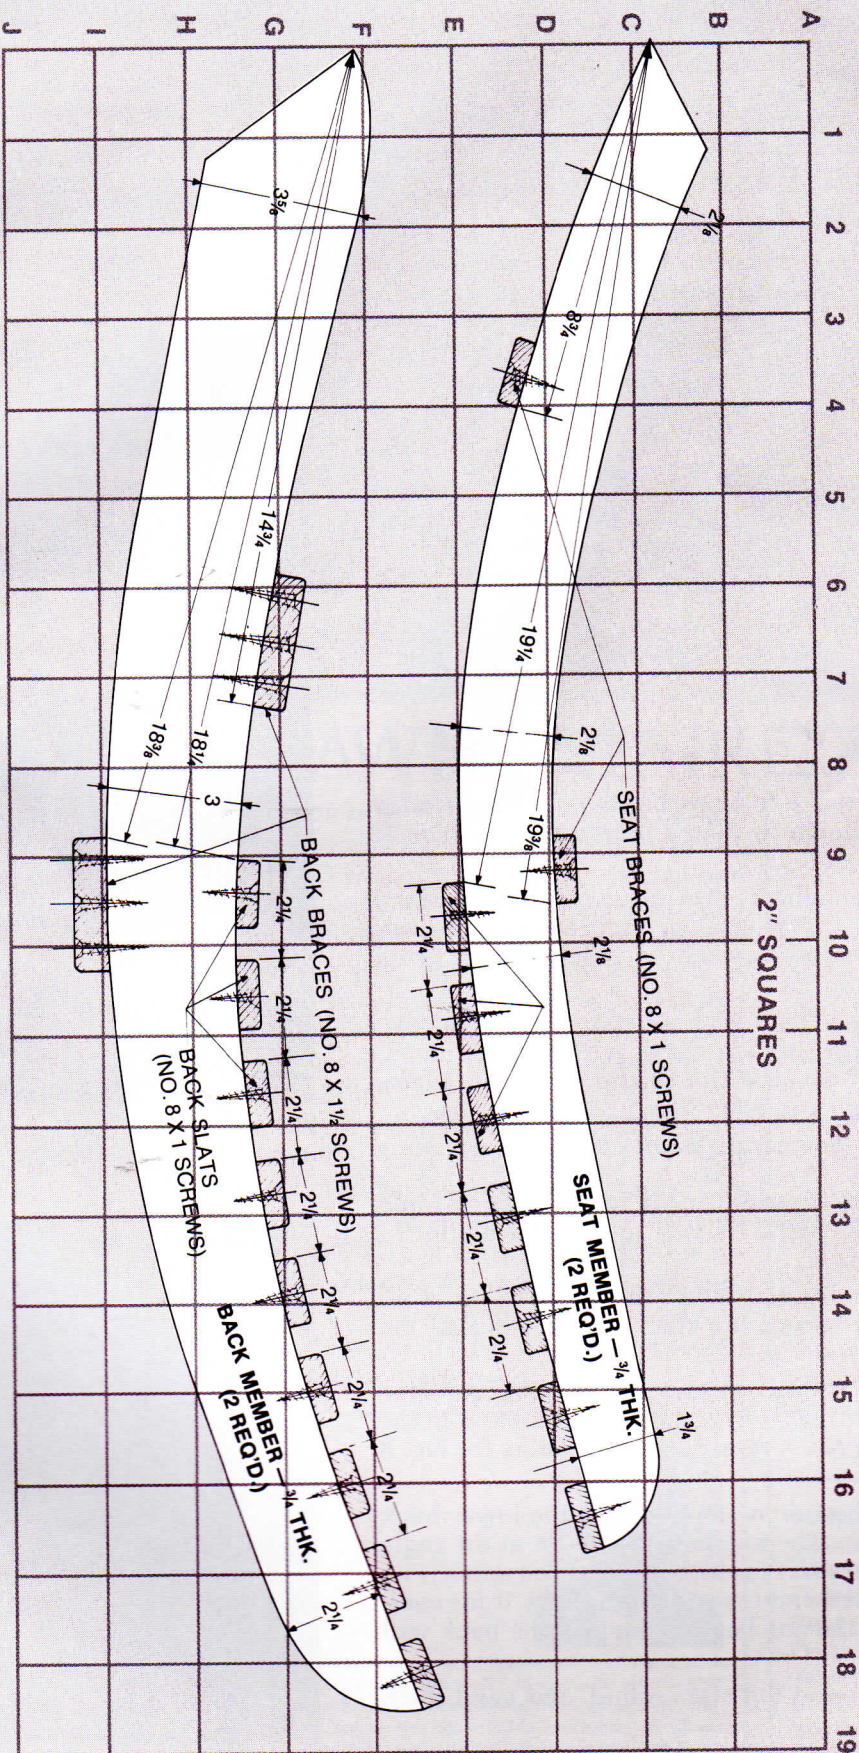 A
B
C
D
E
F
G
H
I
J
1
2
3
4
5
6
7
8
9
10
11
12
13
14
15
16
17
18
19
2" SQUARES
2⅛
8¾
19¼
19⅜
2⅛
2⅛
SEAT BRACES (NO. 8 X 1 SCREWS)
2¼
2¼
2¼
2¼
2¼
SEAT MEMBER — ¾ THK.
(2 REQ'D.)
1¾
3⅝
14¾
18¼
18⅜
3
BACK BRACES (NO. 8 X 1½ SCREWS)
2¼
2¼
2¼
2¼
2¼
2¼
2¼
BACK SLATS
(NO. 8 X 1 SCREWS)
BACK MEMBER — ¾ THK.
(2 REQ'D.)
2¼